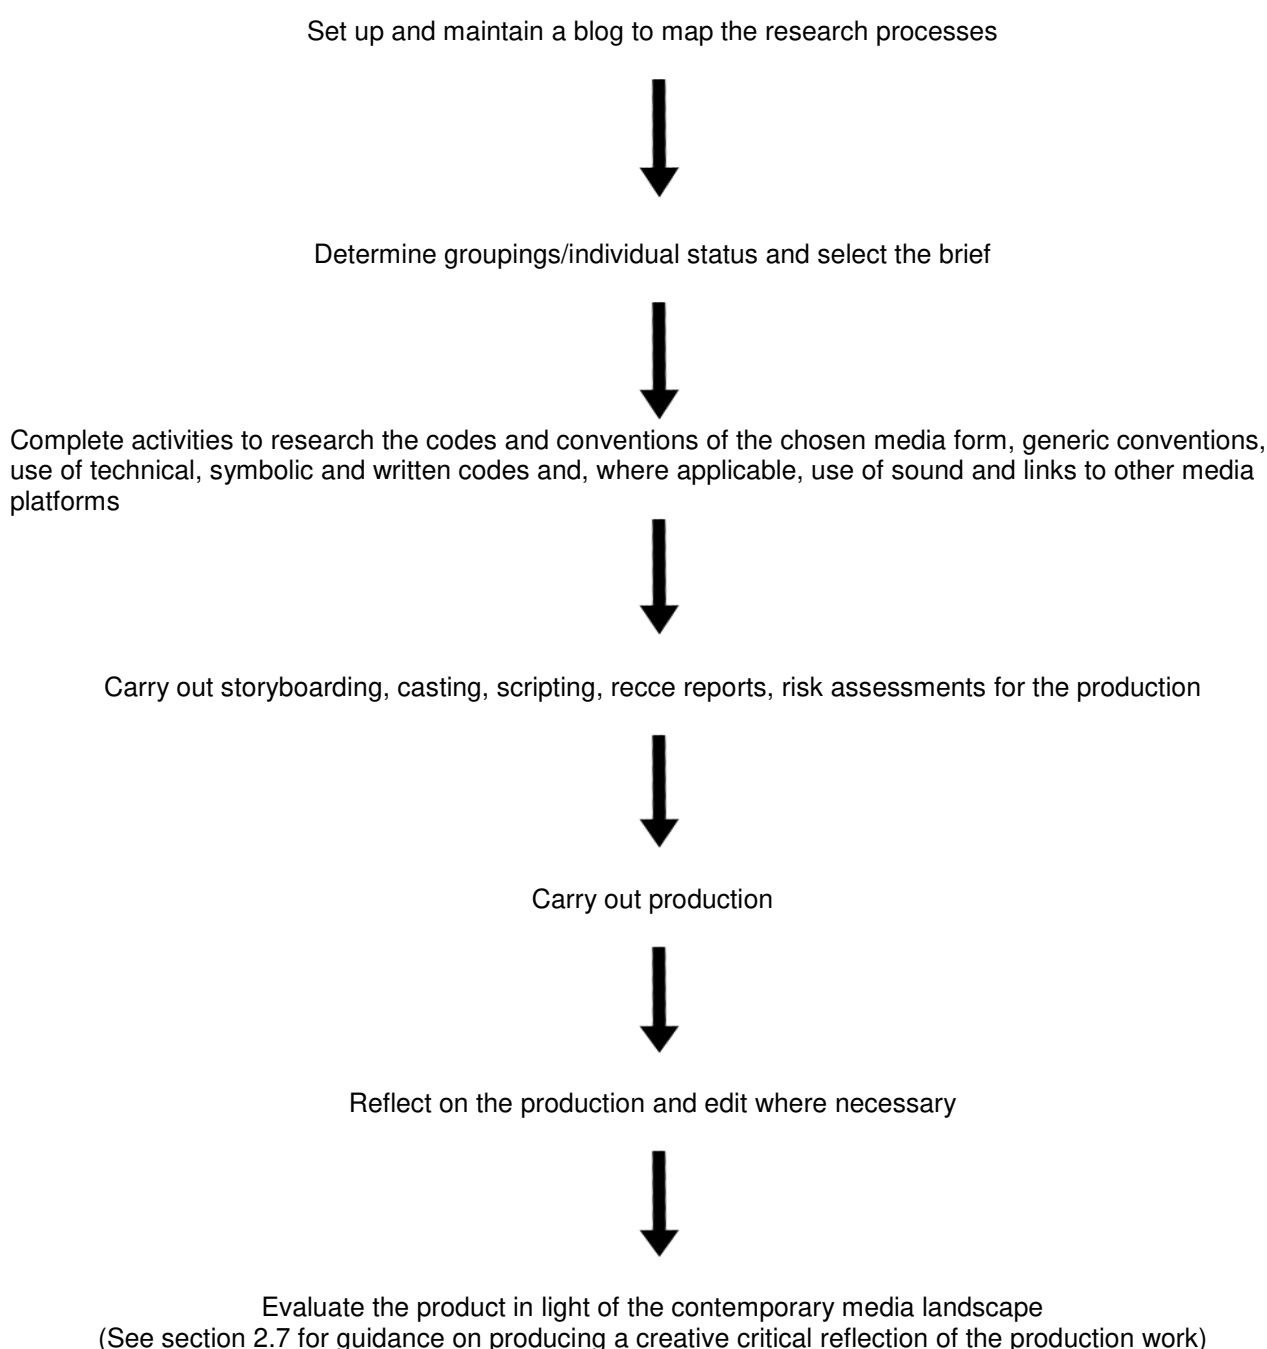 Set up and maintain a blog to map the research processes
Determine groupings/individual status and select the brief
Complete activities to research the codes and conventions of the chosen media form, generic conventions,
use of technical, symbolic and written codes and, where applicable, use of sound and links to other media
platforms
Carry out storyboarding, casting, scripting, recce reports, risk assessments for the production
Carry out production
Reflect on the production and edit where necessary
Evaluate the product in light of the contemporary media landscape
(See section 2.7 for guidance on producing a creative critical reflection of the production work)